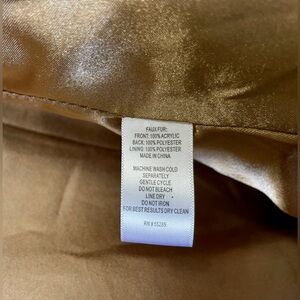 FAUX FUR:
FRONT: 100% ACRYLIC
BACK: 100% POLYESTER
LINING: 100% POLYESTER
MADE IN CHINA
MACHINE WASH COLD
SEPARATELY
GENTLE CYCLE
DO NOT BLEACH
LINE DRY
DO NOT IRON
FOR BEST RESULTS DRY CLEAN
RN #